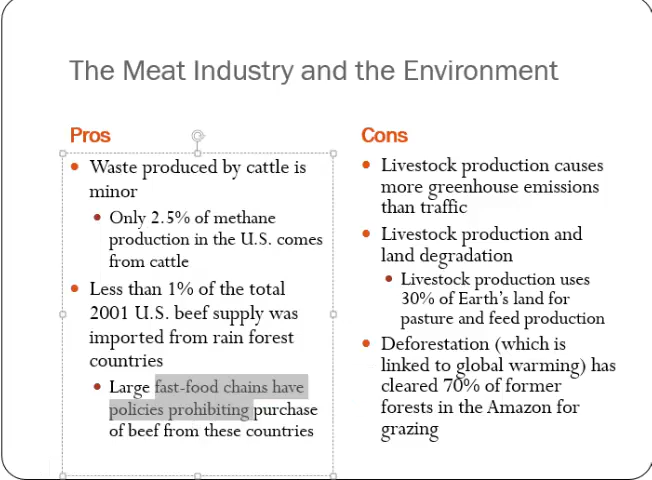 The Meat Industry and the Environment
Pros
• Waste produced by cattle is
minor
• Only 2.5% of methane
production in the U.S. comes
from cattle
• Less than 1% of the total
2001 U.S. beef supply was
imported from rain forest
countries
• Large fast-food chains have
policies prohibiting purchase
of beef from these countries
Cons
• Livestock production causes
more greenhouse emissions
than traffic
• Livestock production and
land degradation
• Livestock production uses
30% of Earth's land for
pasture and feed production
• Deforestation (which is
linked to global warming) has
cleared 70% of former
forests in the Amazon for
grazing